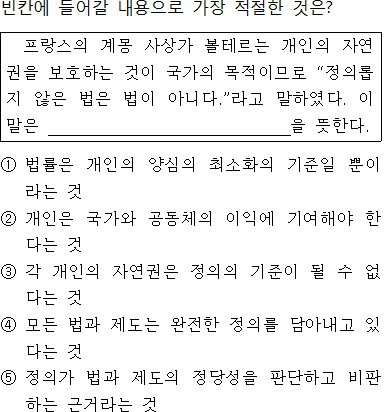 빈칸에 들어갈 내용으로 가장 적절한 것은?
프랑스의 계몽 사상가 볼테르는 개인의 자연
권을 보호하는 것이 국가의 목적이므로 “정의롭
지 않은 법은 법이 아니다.”라고 말하였다. 이
말은 ______________________을 뜻한다.
① 법률은 개인의 양심의 최소화의 기준일 뿐이
라는 것
② 개인은 국가와 공동체의 이익에 기여해야 한
다는 것
③ 각 개인의 자연권은 정의의 기준이 될 수 없
다는 것
④ 모든 법과 제도는 완전한 정의를 담아내고 있
다는 것
⑤ 정의가 법과 제도의 정당성을 판단하고 비판
하는 근거라는 것